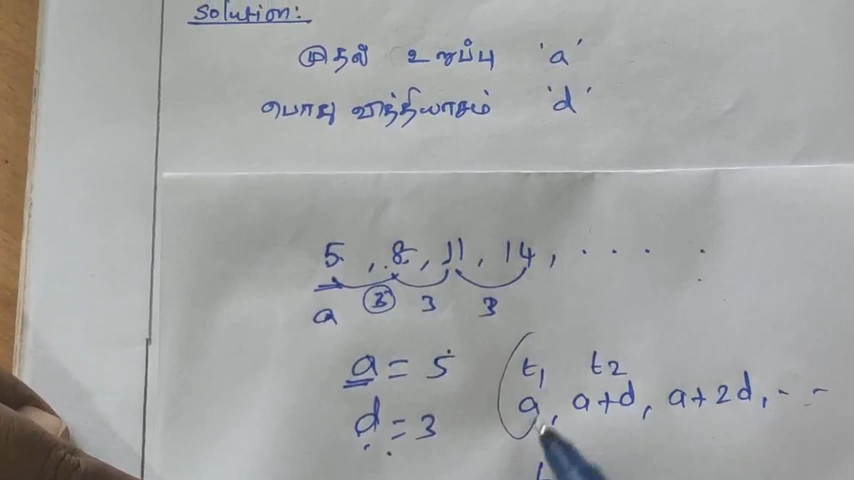 Solution:
முதல் உறுப்பு 'a'
பொது வித்தியாசம் 'd'
5, 8, 11, 14, . . . .
a 3 3 3
a = 5
t₁ t₂
d = 3
a, a+d, a+2d, - -